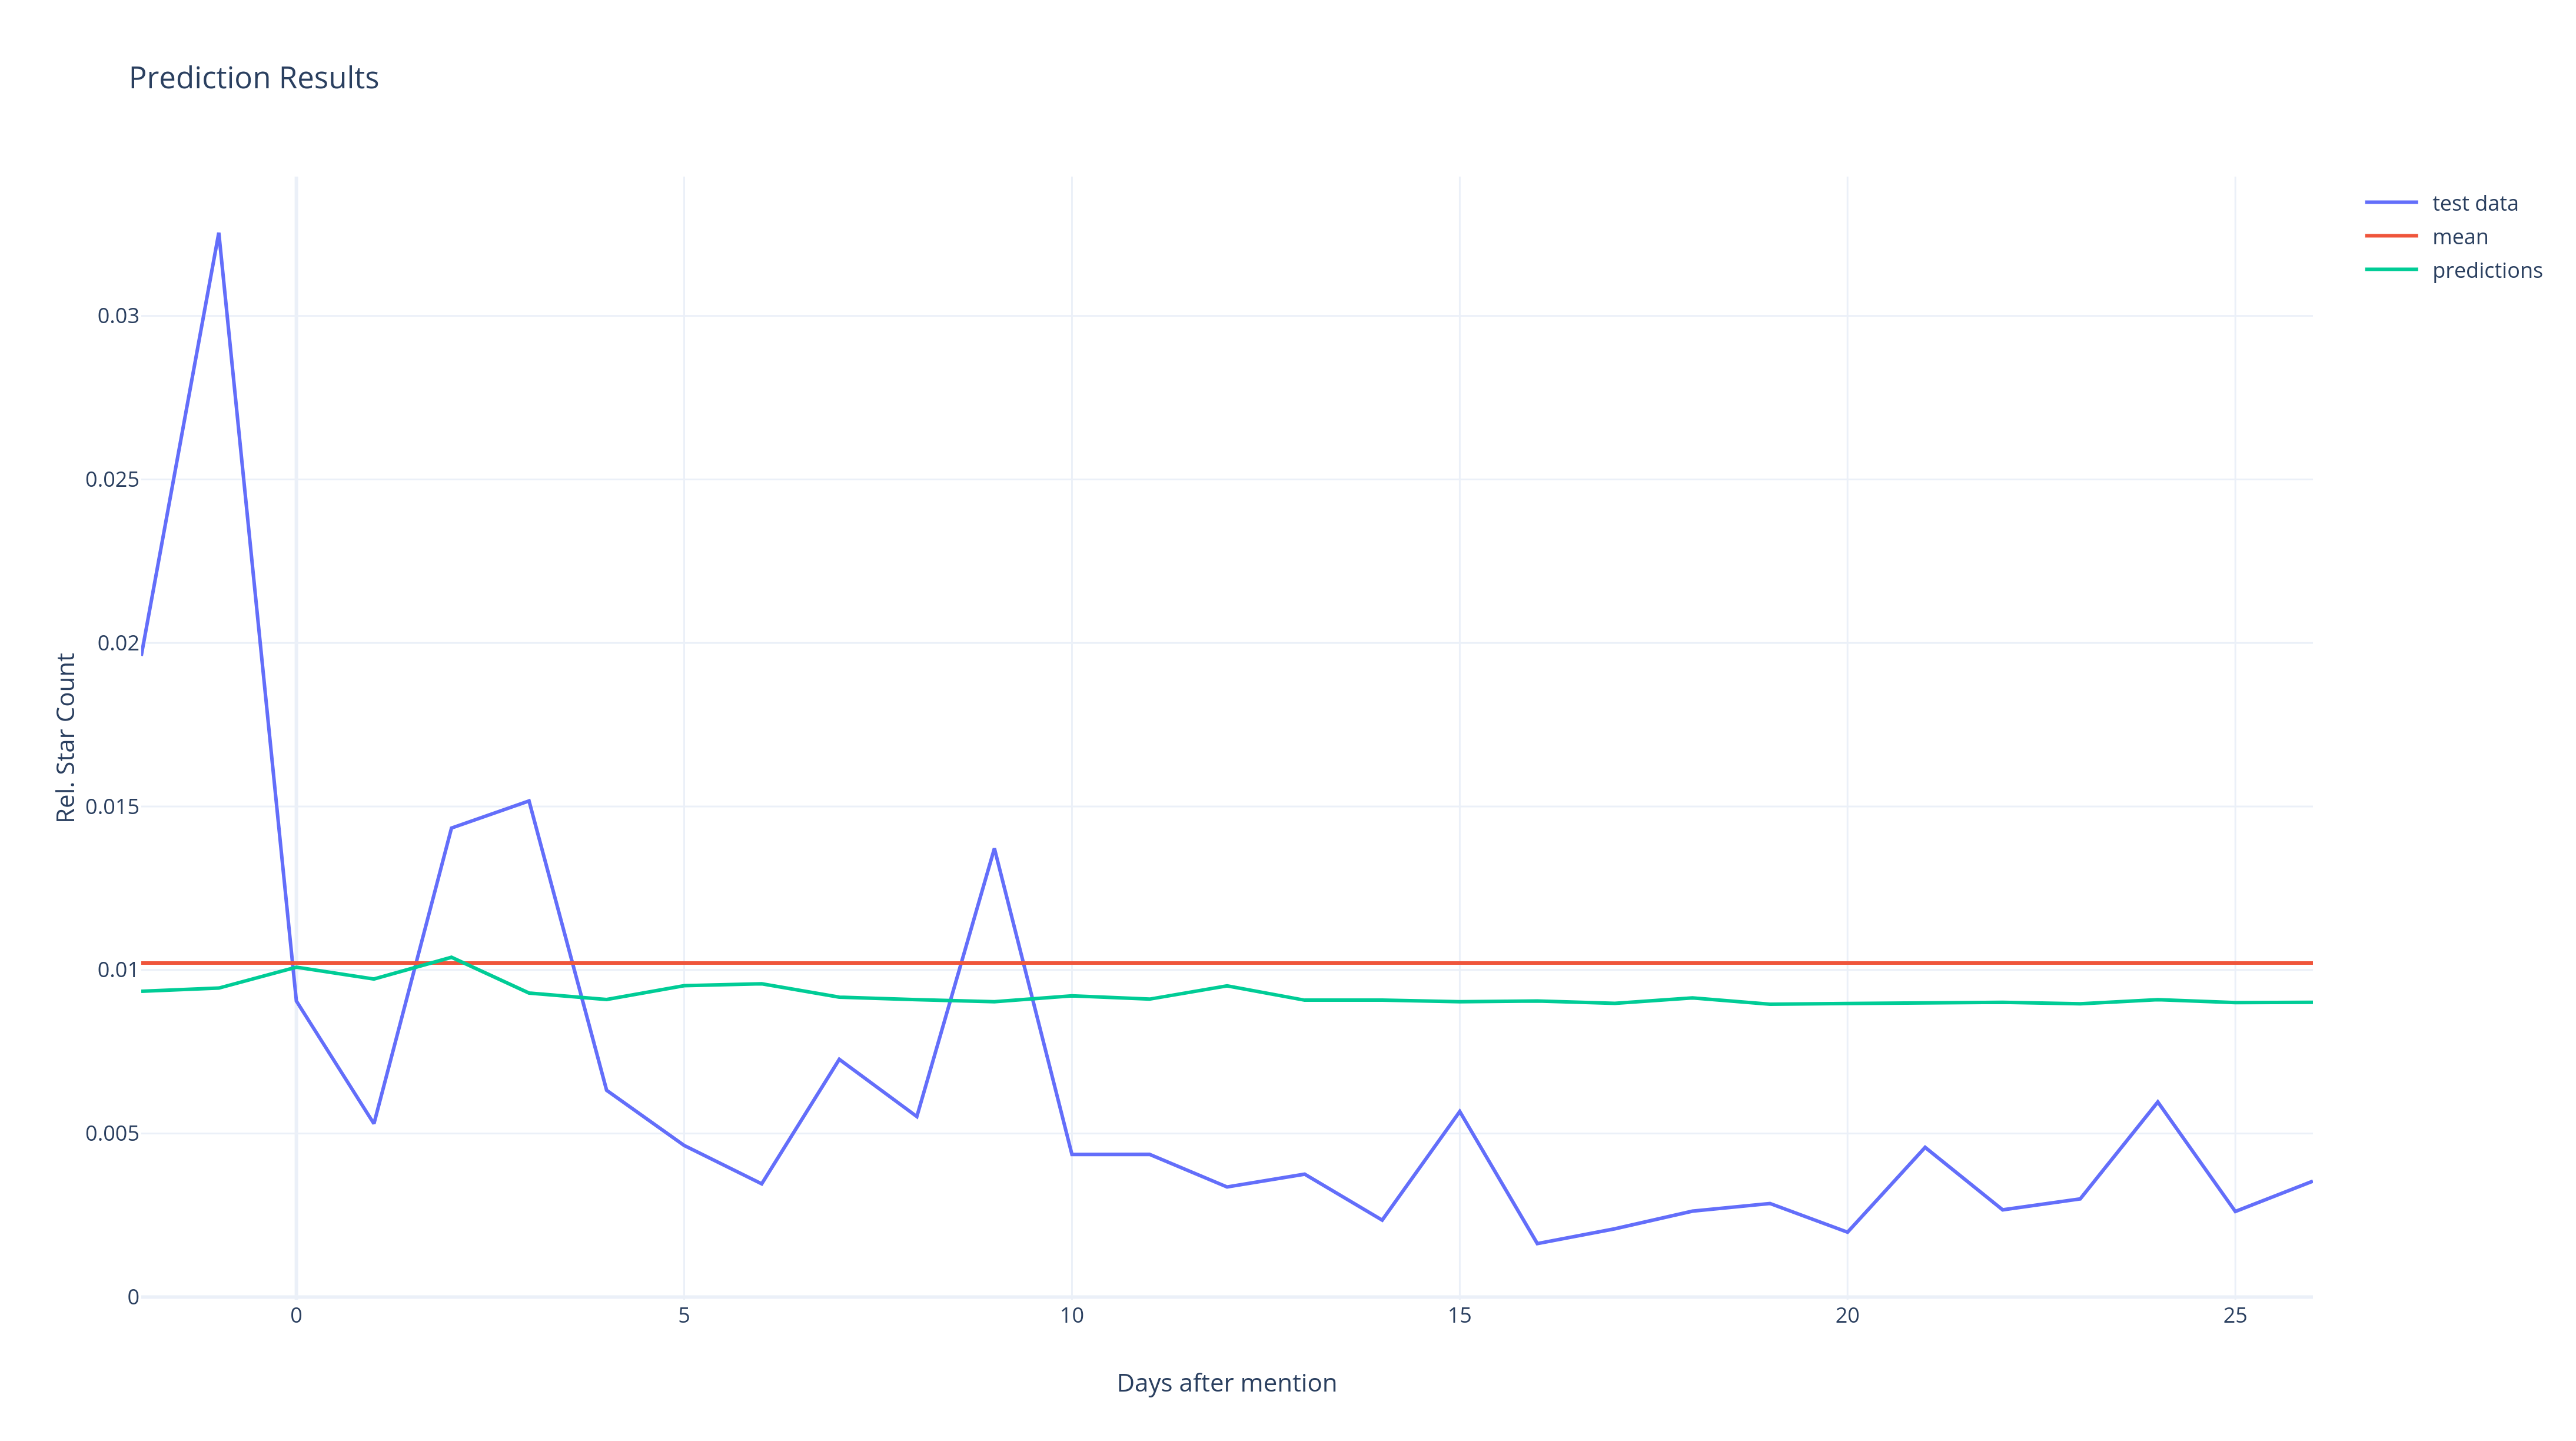 Prediction Results
test data
mean
predictions
Rel. Star Count
0.03
0.025
0.02
0.015
0.01
0.005
0
0 5 10 15 20 25
Days after mention